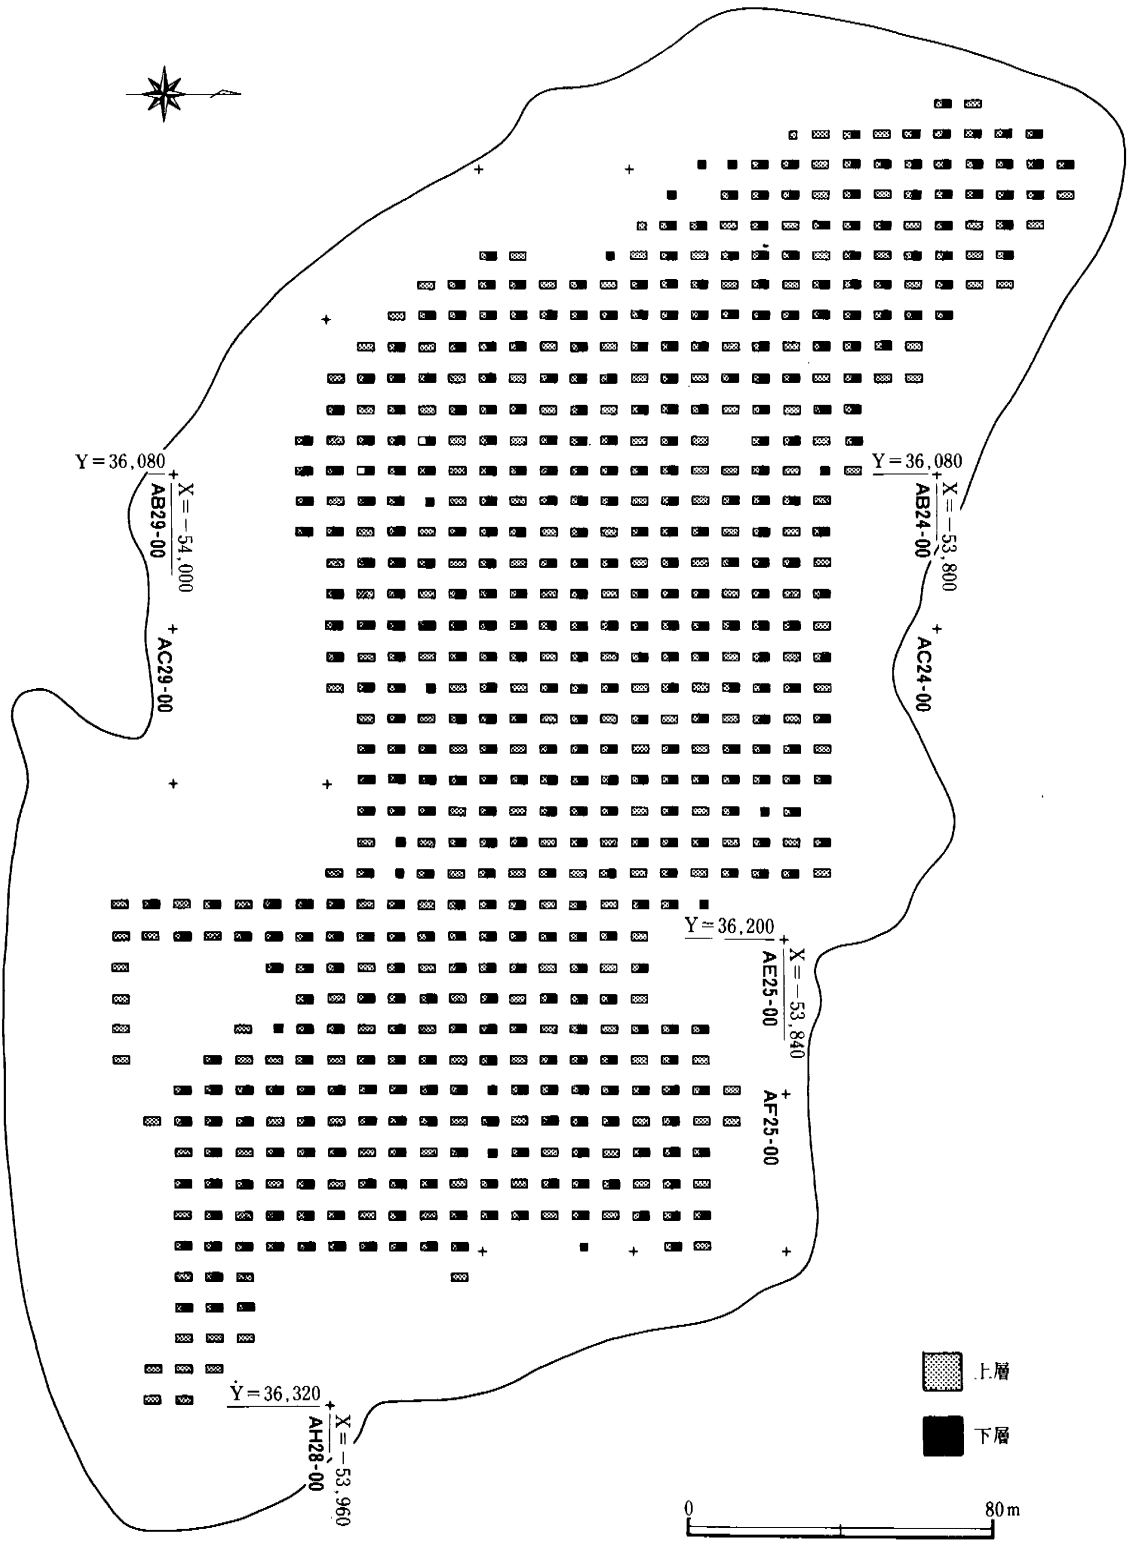 Y=36,080
X=-54,000
AB29-00
AC29-00
Y=36,080
X=-53,800
AB24-00
AC24-00
Y=36,200
X=-53,840
AE25-00
AF25-00
Y=36,320
X=-53,960
AH28-00
上層
下層
0 80m